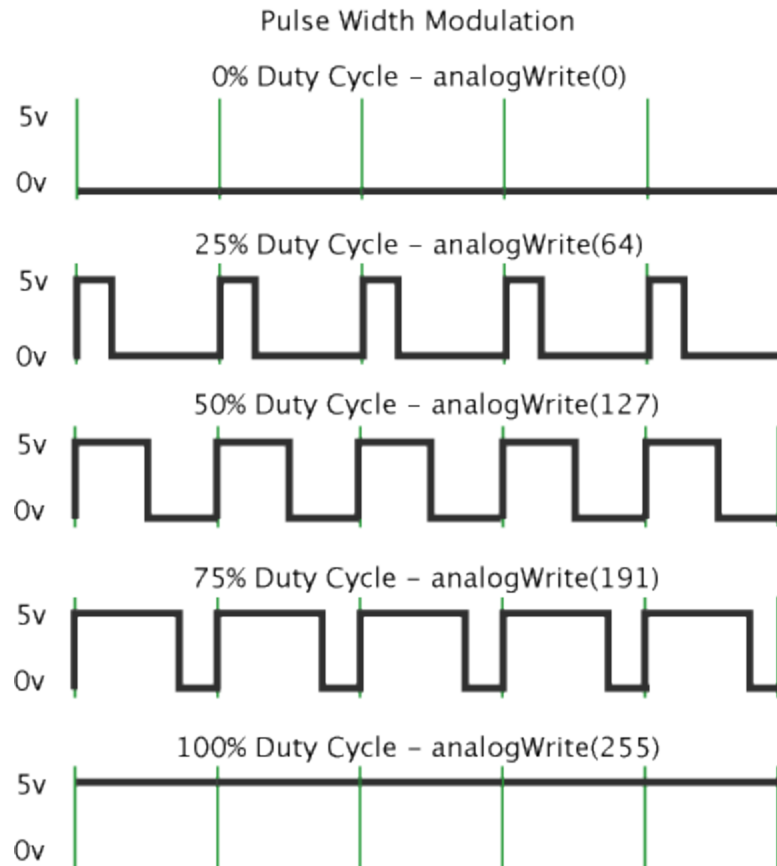 Pulse Width Modulation
0% Duty Cycle – analogWrite(0)
5v
0v
25% Duty Cycle – analogWrite(64)
5v
0v
50% Duty Cycle – analogWrite(127)
5v
0v
75% Duty Cycle – analogWrite(191)
5v
0v
100% Duty Cycle – analogWrite(255)
5v
0v